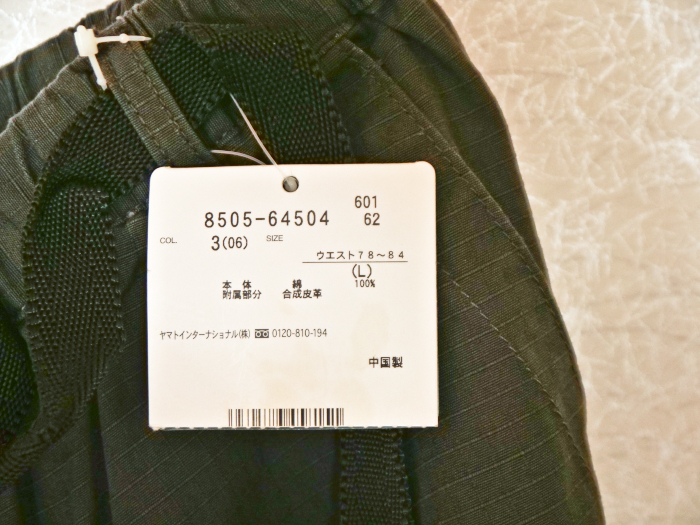 601
8505-64504 62
COL. 3(06) SIZE
ウエスト78〜84
(L)
本 体 綿 100%
附属部分 合成皮革
ヤマトインターナショナル(株) 0120-810-194
中国製